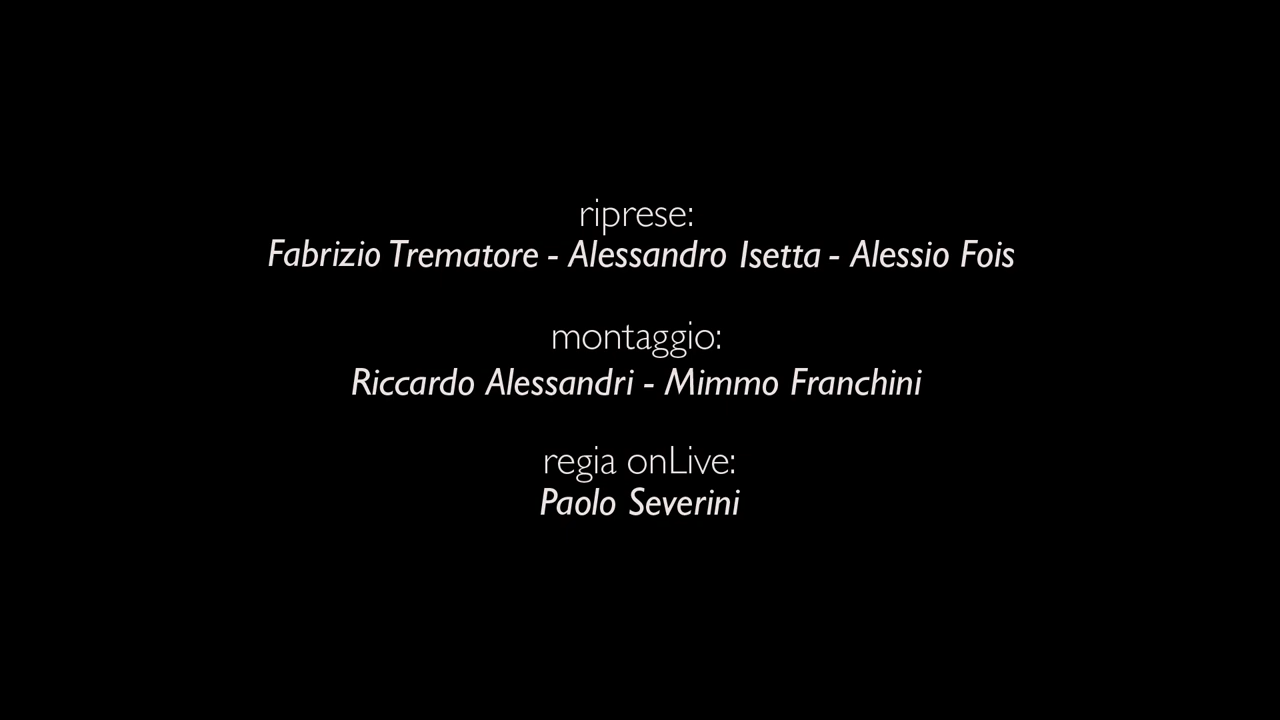 riprese:
Fabrizio Trematore - Alessandro Isetta - Alessio Fois
montaggio:
Riccardo Alessandri - Mimmo Franchini
regia onLive:
Paolo Severini